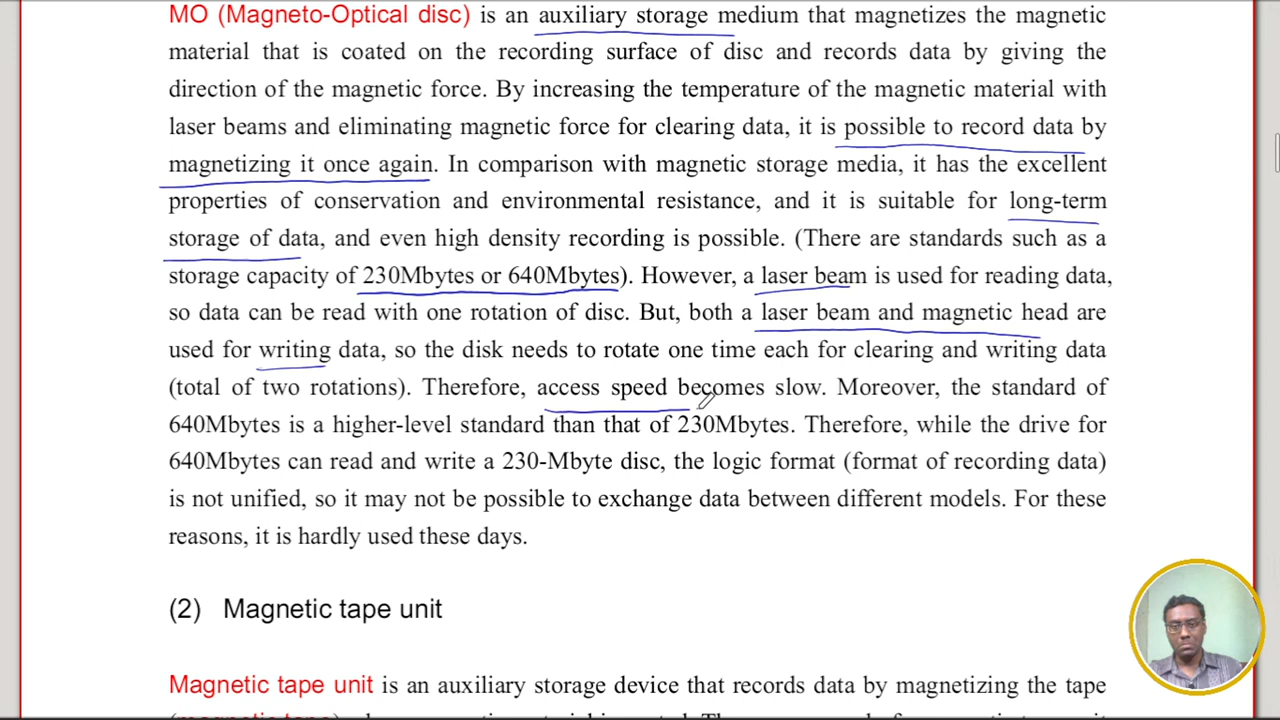 MO (Magneto-Optical disc) is an auxiliary storage medium that magnetizes the magnetic
material that is coated on the recording surface of disc and records data by giving the
direction of the magnetic force. By increasing the temperature of the magnetic material with
laser beams and eliminating magnetic force for clearing data, it is possible to record data by
magnetizing it once again. In comparison with magnetic storage media, it has the excellent
properties of conservation and environmental resistance, and it is suitable for long-term
storage of data, and even high density recording is possible. (There are standards such as a
storage capacity of 230Mbytes or 640Mbytes). However, a laser beam is used for reading data,
so data can be read with one rotation of disc. But, both a laser beam and magnetic head are
used for writing data, so the disk needs to rotate one time each for clearing and writing data
(total of two rotations). Therefore, access speed becomes slow. Moreover, the standard of
640Mbytes is a higher-level standard than that of 230Mbytes. Therefore, while the drive for
640Mbytes can read and write a 230-Mbyte disc, the logic format (format of recording data)
is not unified, so it may not be possible to exchange data between different models. For these
reasons, it is hardly used these days.
(2) Magnetic tape unit
Magnetic tape unit is an auxiliary storage device that records data by magnetizing the tape